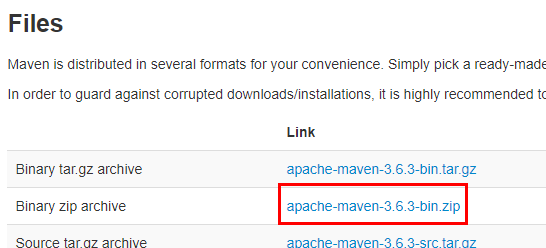 Files
Maven is distributed in several formats for your convenience. Simply pick a ready-made
In order to guard against corrupted downloads/installations, it is highly recommended to
Link
Binary tar.gz archive apache-maven-3.6.3-bin.tar.gz
Binary zip archive apache-maven-3.6.3-bin.zip
Source tar.gz archive apache-maven-3.6.3-src.tar.gz